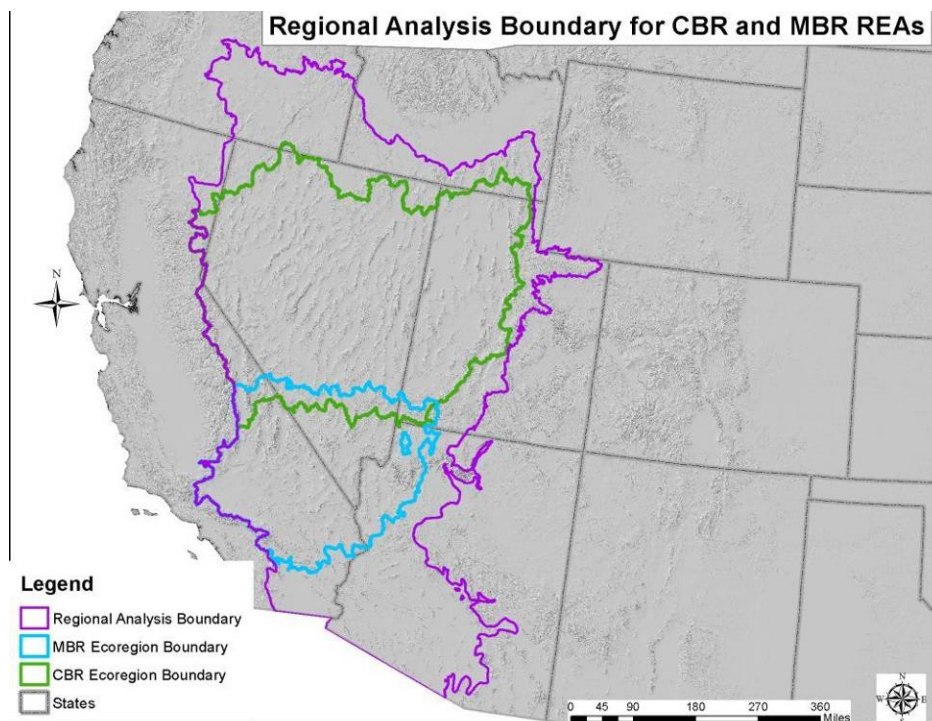 Regional Analysis Boundary for CBR and MBR REAs
N
Legend
Regional Analysis Boundary
MBR Ecoregion Boundary
CBR Ecoregion Boundary
States
N
W E
S
0 45 90 180 270 360
Miles